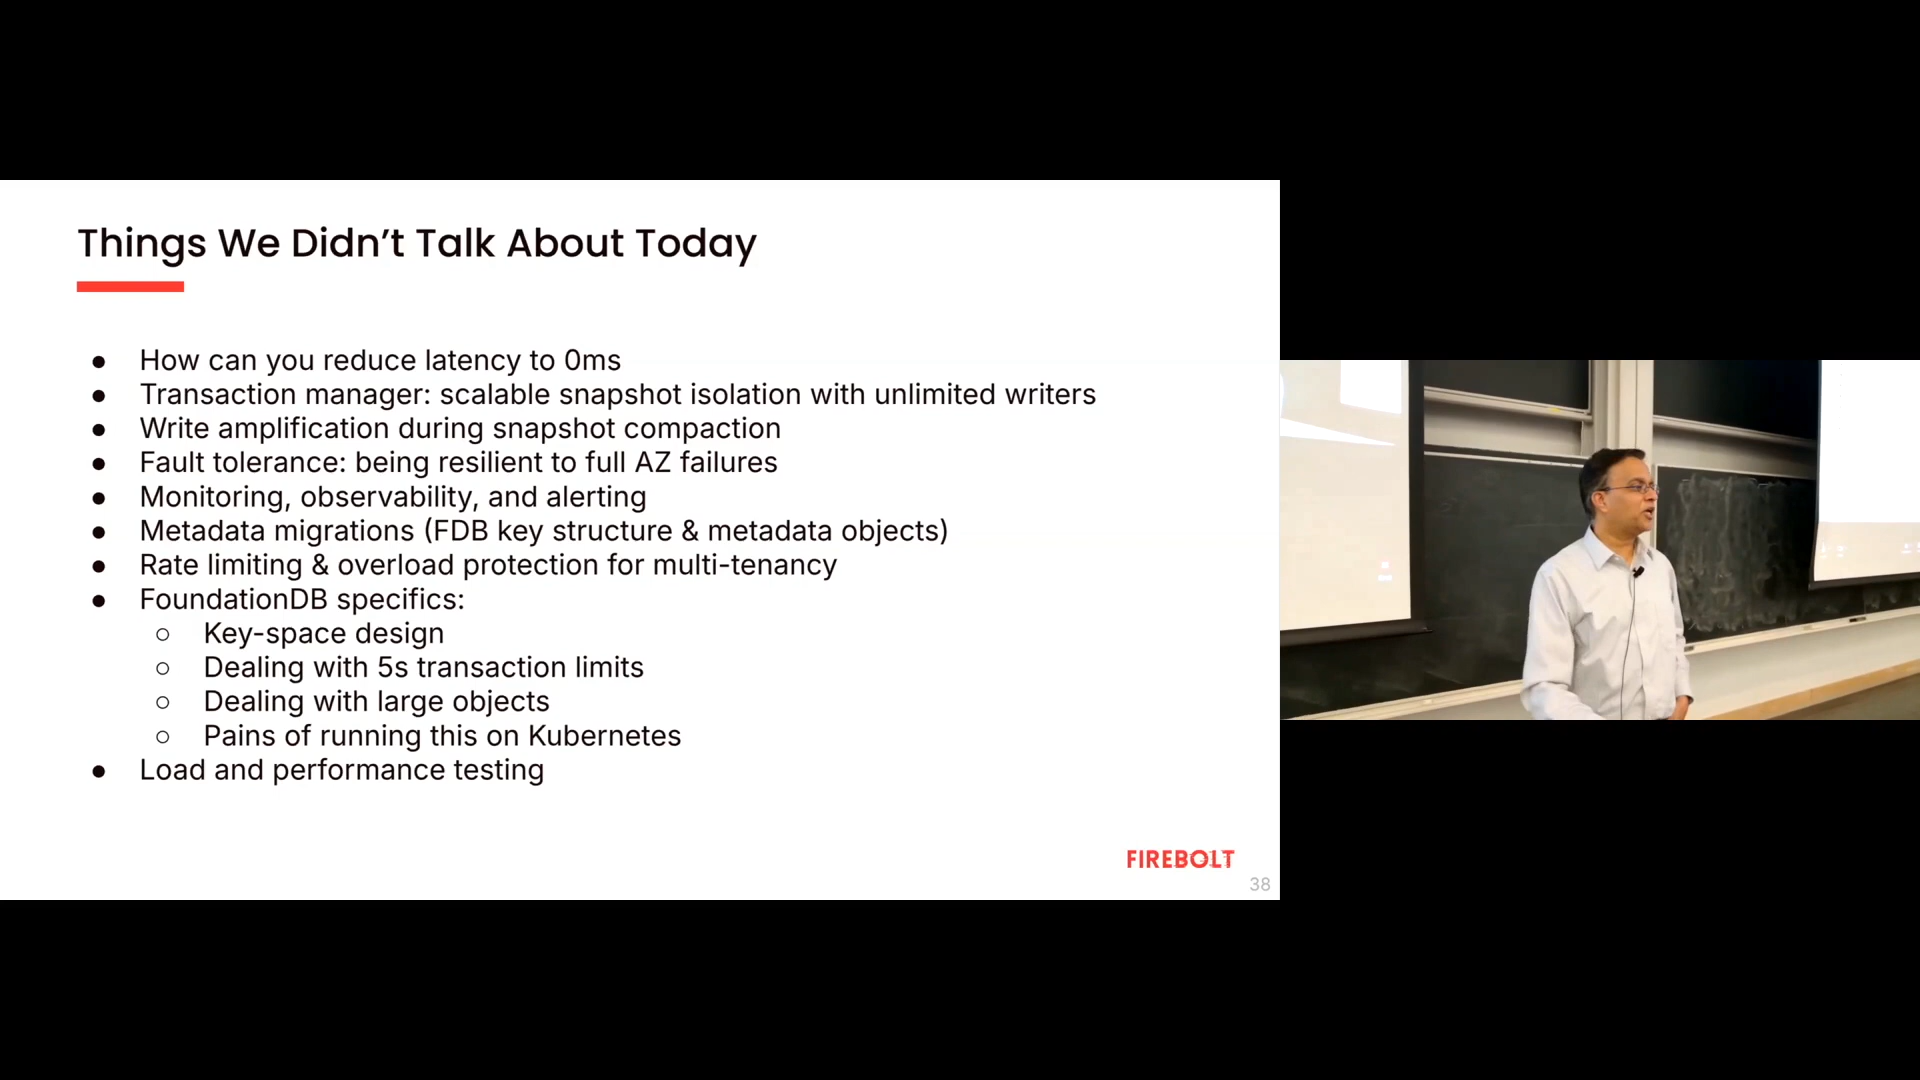 Things We Didn’t Talk About Today
● How can you reduce latency to 0ms
● Transaction manager: scalable snapshot isolation with unlimited writers
● Write amplification during snapshot compaction
● Fault tolerance: being resilient to full AZ failures
● Monitoring, observability, and alerting
● Metadata migrations (FDB key structure & metadata objects)
● Rate limiting & overload protection for multi-tenancy
● FoundationDB specifics:
○ Key-space design
○ Dealing with 5s transaction limits
○ Dealing with large objects
○ Pains of running this on Kubernetes
● Load and performance testing
FIREBOLT
38